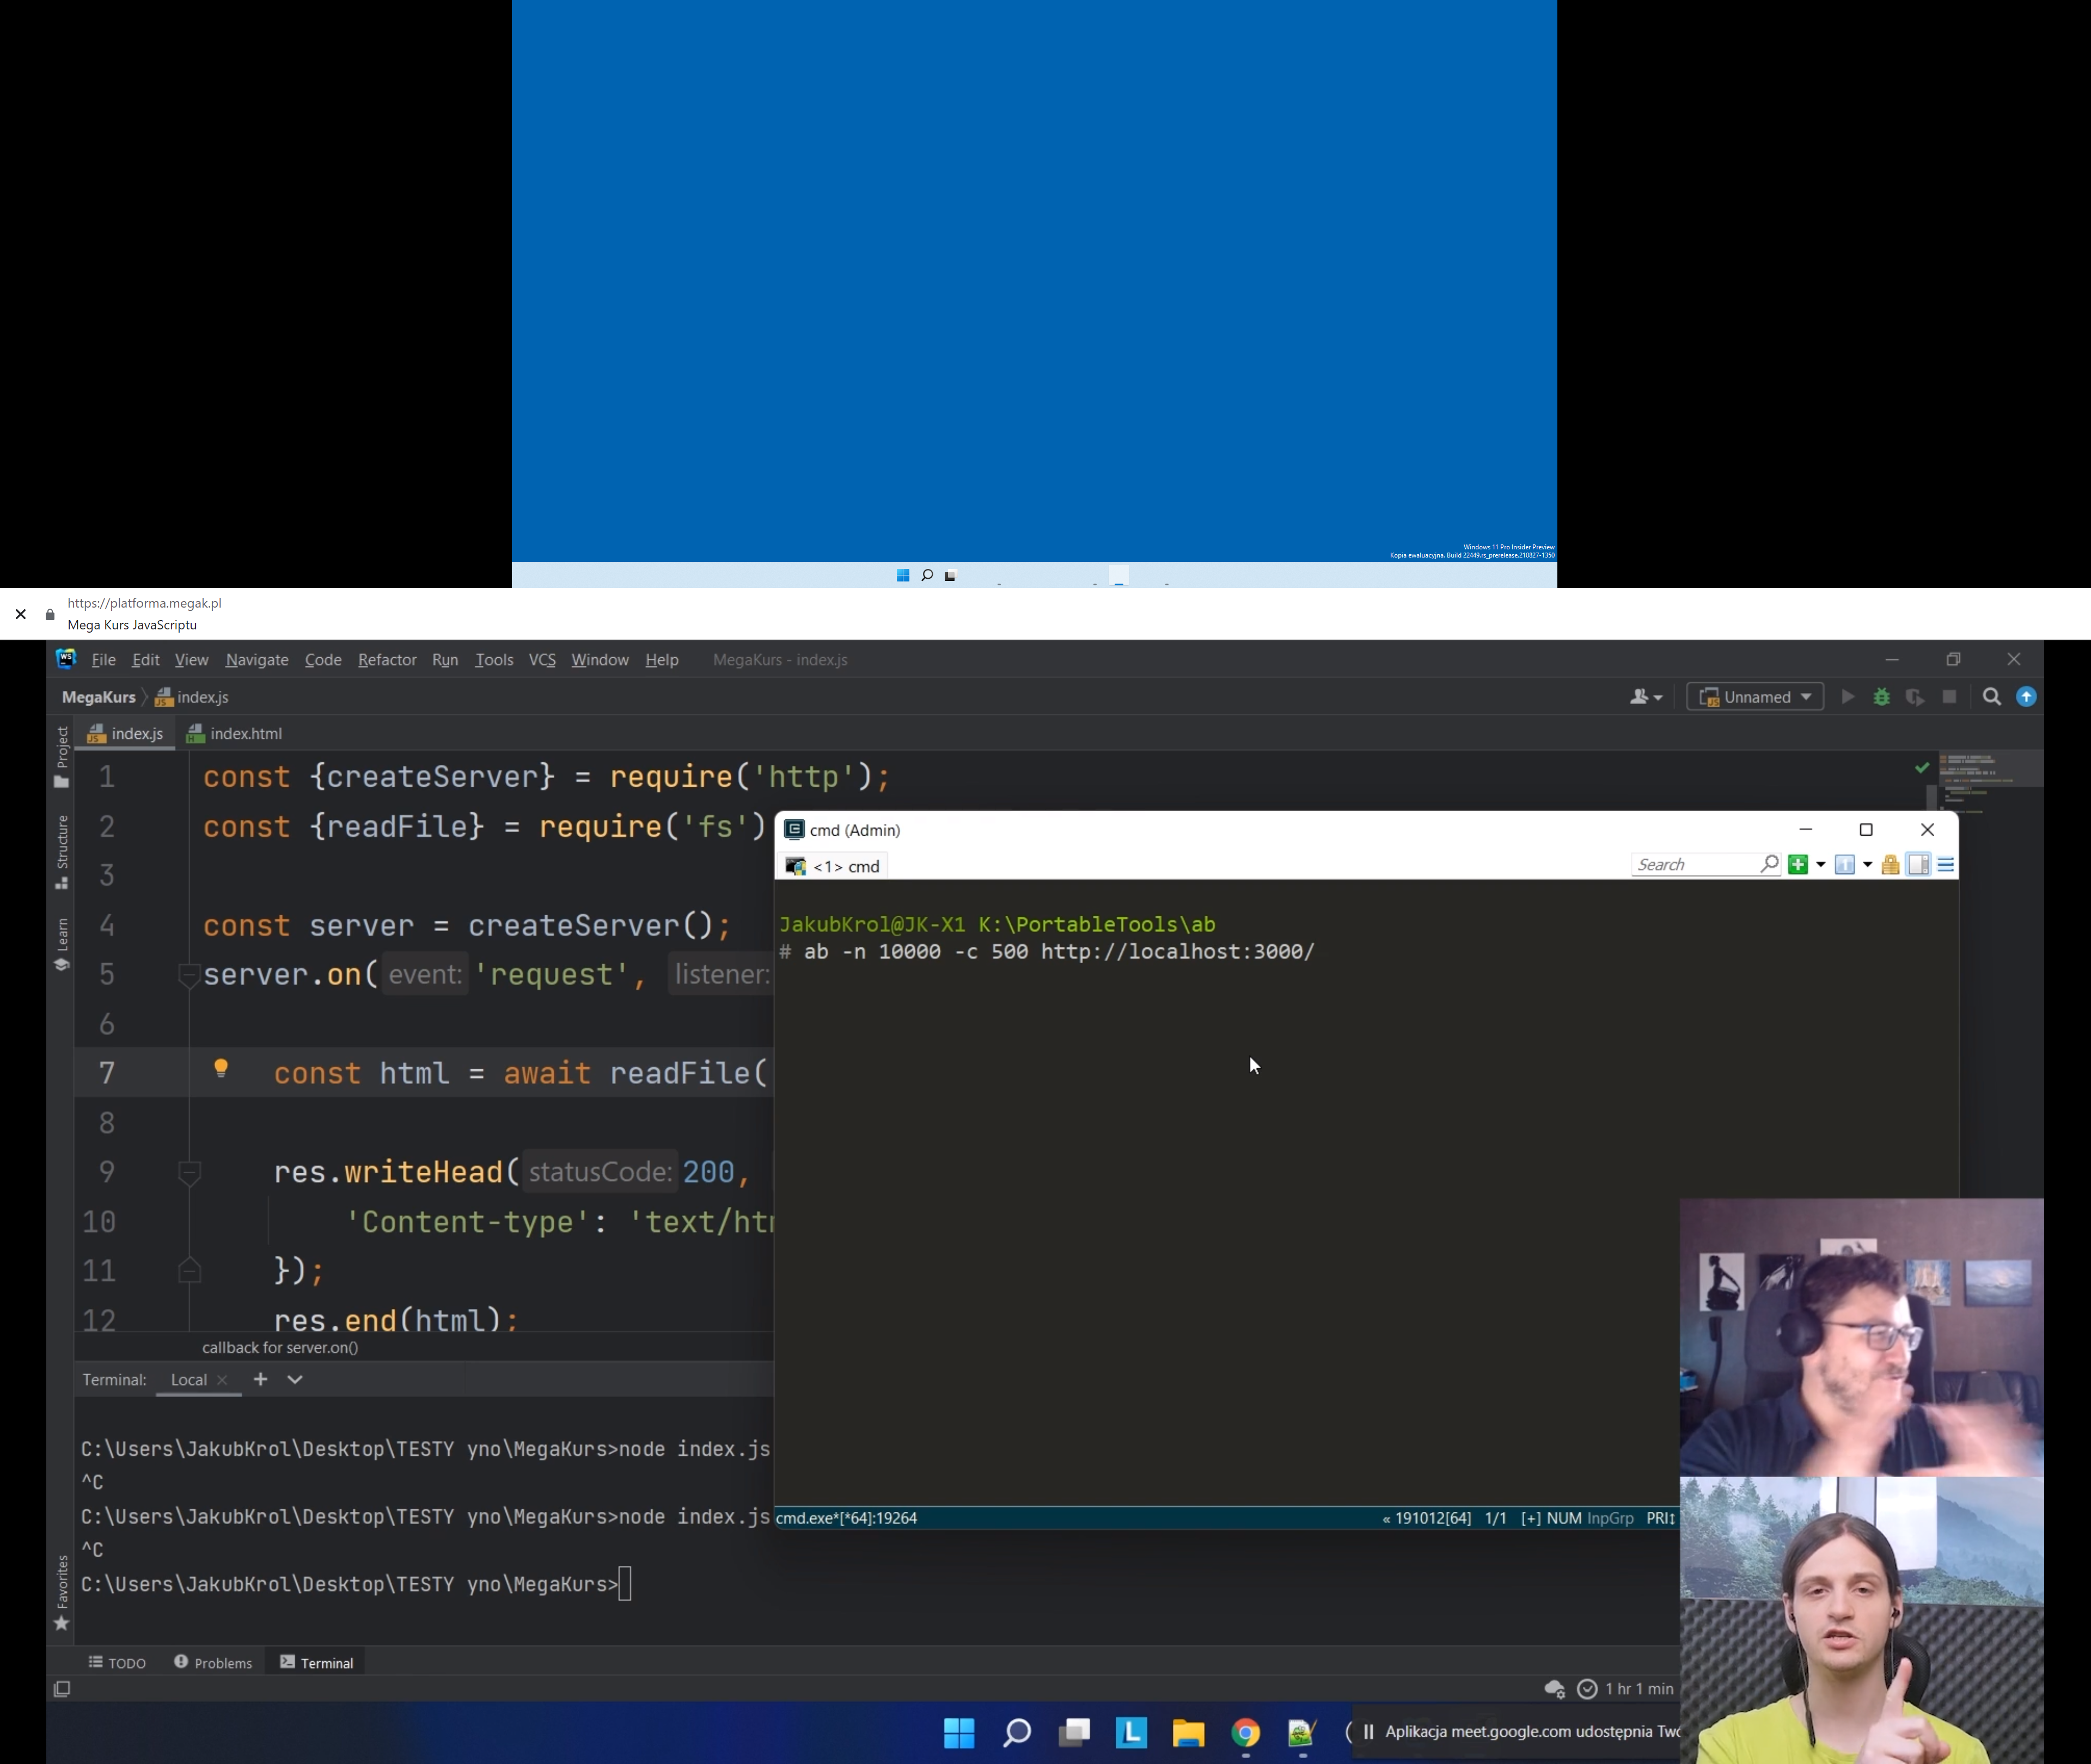 Windows 11 Pro Insider Preview
Kopia ewaluacyjna. Build 22449.rs_prerelease.210827-1350
https://platforma.megak.pl
Mega Kurs JavaScriptu
File Edit View Navigate Code Refactor Run Tools VCS Window Help MegaKurs - index.js
MegaKurs index.js Unnamed
index.js index.html
Project
Structure
Learn
Favorites
1 const {createServer} = require('http');
2 const {readFile} = require('fs')
3
4 const server = createServer();
5 server.on( event: 'request', listener:
6
7 const html = await readFile(
8
9 res.writeHead( statusCode: 200,
10 'Content-type': 'text/htm
11 });
12 res.end(html);
callback for server.on()
cmd (Admin)
<1> cmd Search
JakubKrol@JK-X1 K:\PortableTools\ab
# ab -n 10000 -c 500 http://localhost:3000/
cmd.exe*[*64]:19264 « 191012[64] 1/1 [+] NUM InpGrp PRI↕
Terminal: Local
C:\Users\JakubKrol\Desktop\TESTY yno\MegaKurs>node index.js
^C
C:\Users\JakubKrol\Desktop\TESTY yno\MegaKurs>node index.js
^C
C:\Users\JakubKrol\Desktop\TESTY yno\MegaKurs>
TODO Problems Terminal
1 hr 1 min
Aplikacja meet.google.com udostępnia Two